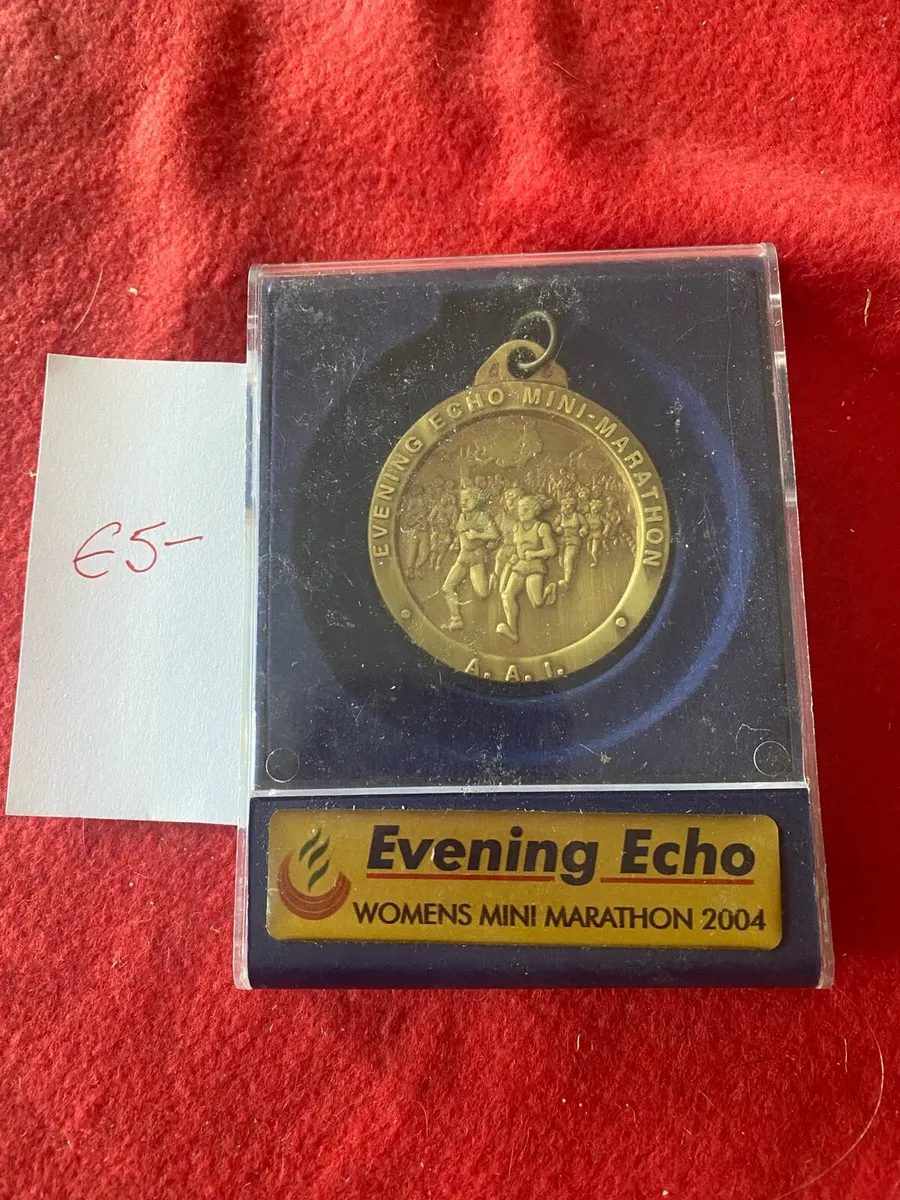 €5-
EVENING ECHO MINI-MARATHON
A. A. I.
Evening Echo
WOMENS MINI MARATHON 2004